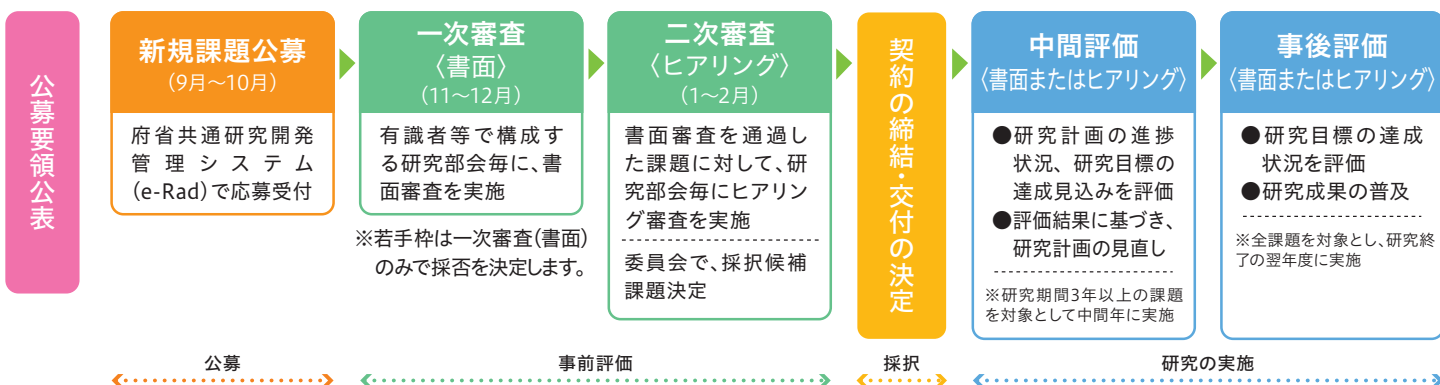 公募要領公表
新規課題公募
(9月〜10月)
府省共通研究開発
管理システム
(e-Rad)で応募受付
一次審査
〈書面〉
(11〜12月)
有識者等で構成す
る研究部会毎に、書
面審査を実施
※若手枠は一次審査(書面)
のみで採否を決定します。
二次審査
〈ヒアリング〉
(1〜2月)
書面審査を通過し
た課題に対して、研
究部会毎にヒアリン
グ審査を実施
委員会で、採択候補
課題決定
契約の締結・交付の決定
中間評価
〈書面またはヒアリング〉
●研究計画の進捗
状況、研究目標の
達成見込みを評価
●評価結果に基づき、
研究計画の見直し
※研究期間3年以上の課題
を対象として中間年に実施
事後評価
〈書面またはヒアリング〉
●研究目標の達成
状況を評価
●研究成果の普及
※全課題を対象とし、研究終
了の翌年度に実施
公募
事前評価
採択
研究の実施